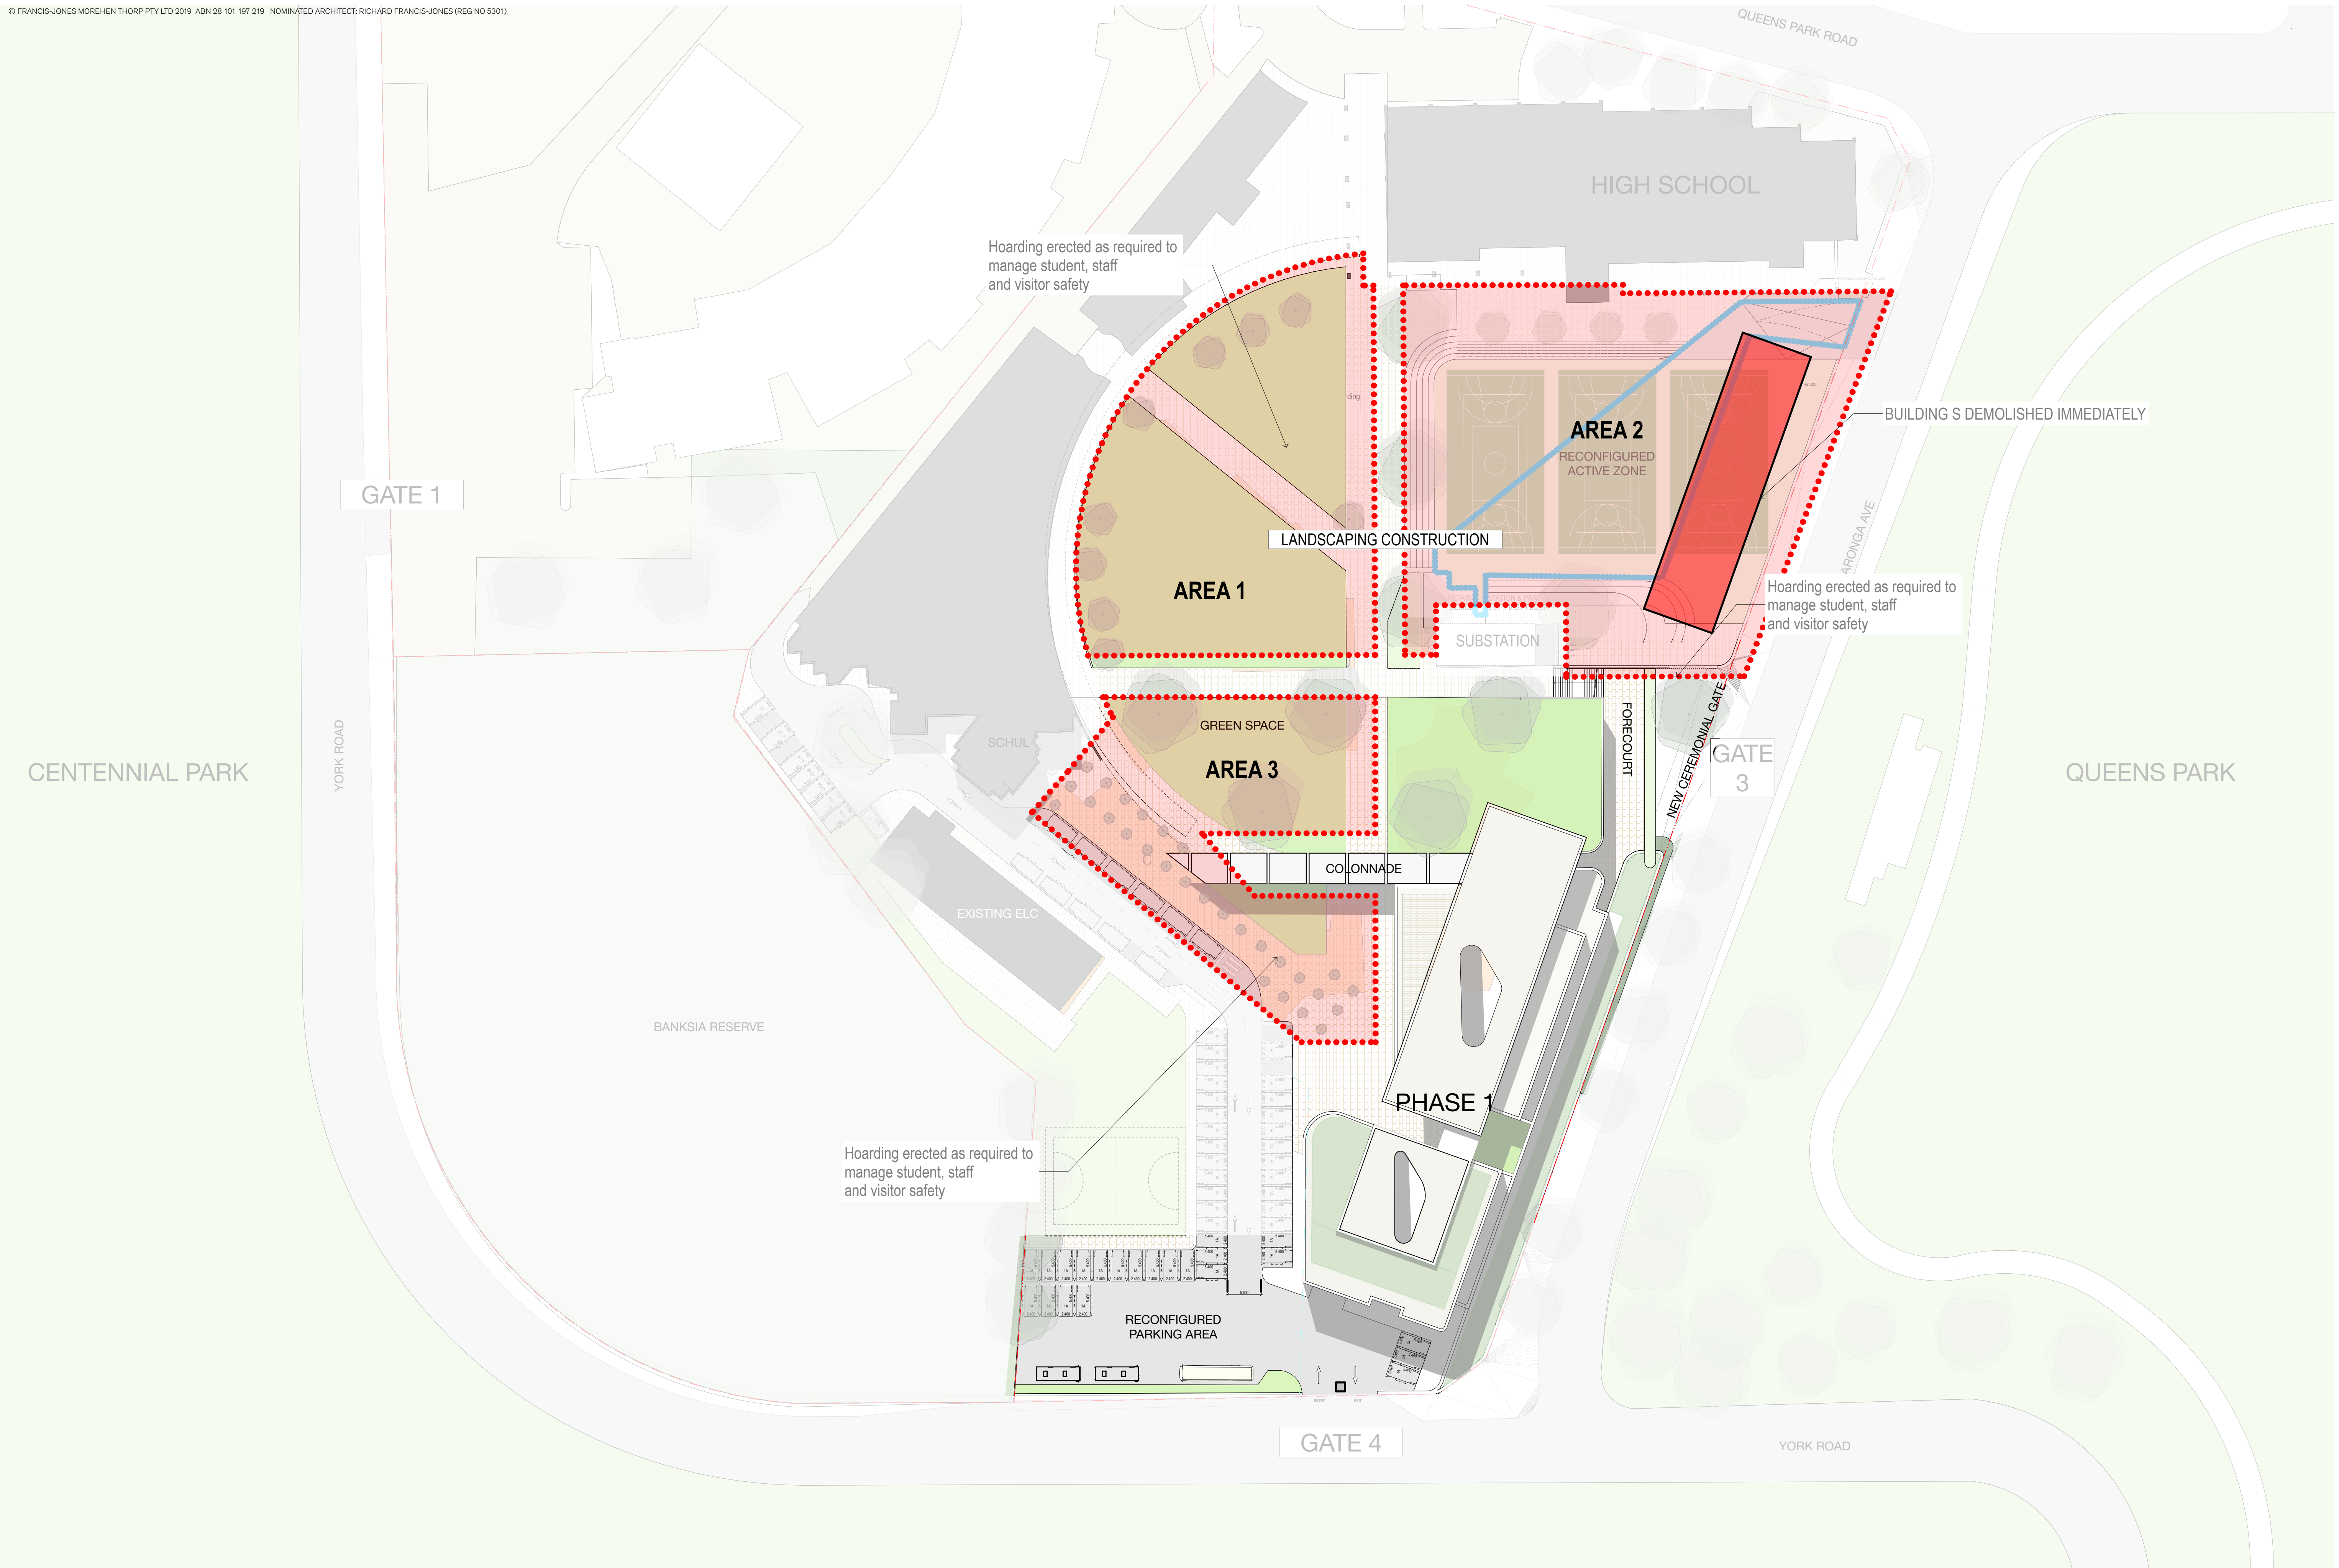 © FRANCIS-JONES MOREHEN THORP PTY LTD 2019 ABN 28 101 197 219 NOMINATED ARCHITECT: RICHARD FRANCIS-JONES (REG NO 5301)
QUEENS PARK ROAD
HIGH SCHOOL
Hoarding erected as required to
manage student, staff
and visitor safety
BUILDING S DEMOLISHED IMMEDIATELY
AREA 2
RECONFIGURED
ACTIVE ZONE
GATE 1
LANDSCAPING CONSTRUCTION
ARONGA AVE
AREA 1
Hoarding erected as required to
manage student, staff
and visitor safety
SUBSTATION
GREEN SPACE
AREA 3
SCHUL
FORECOURT
NEW CEREMONIAL GATE
GATE
3
CENTENNIAL PARK
YORK ROAD
QUEENS PARK
COLONNADE
EXISTING ELC
BANKSIA RESERVE
PHASE 1
Hoarding erected as required to
manage student, staff
and visitor safety
RECONFIGURED
PARKING AREA
ENTRY
EXIT
GATE 4
YORK ROAD